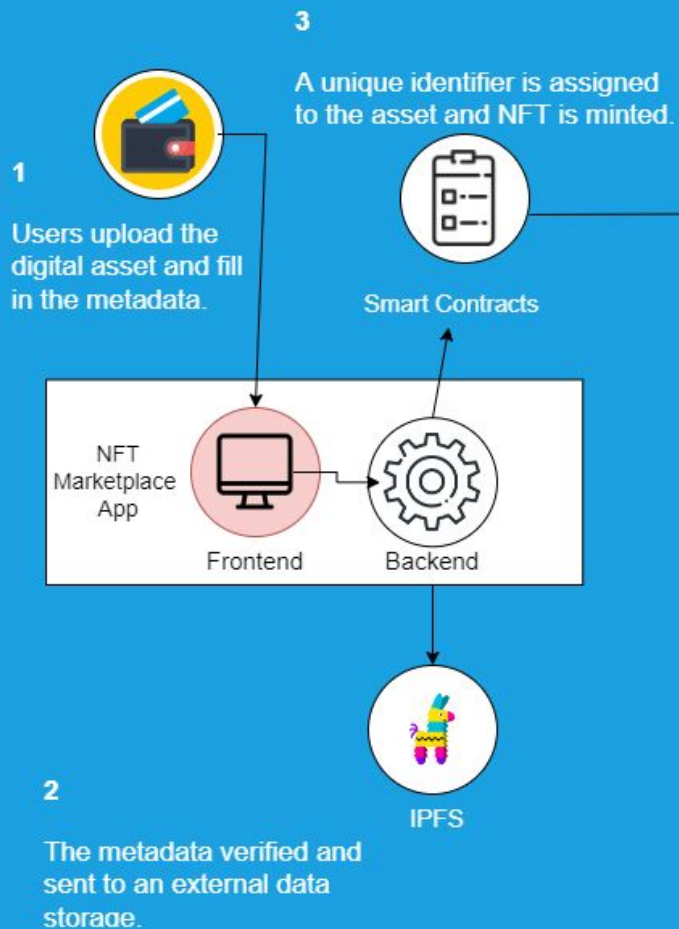 3
A unique identifier is assigned
to the asset and NFT is minted.
1
Users upload the
digital asset and fill
in the metadata.
Smart Contracts
NFT
Marketplace
App
Frontend
Backend
IPFS
2
The metadata verified and
sent to an external data
storage.